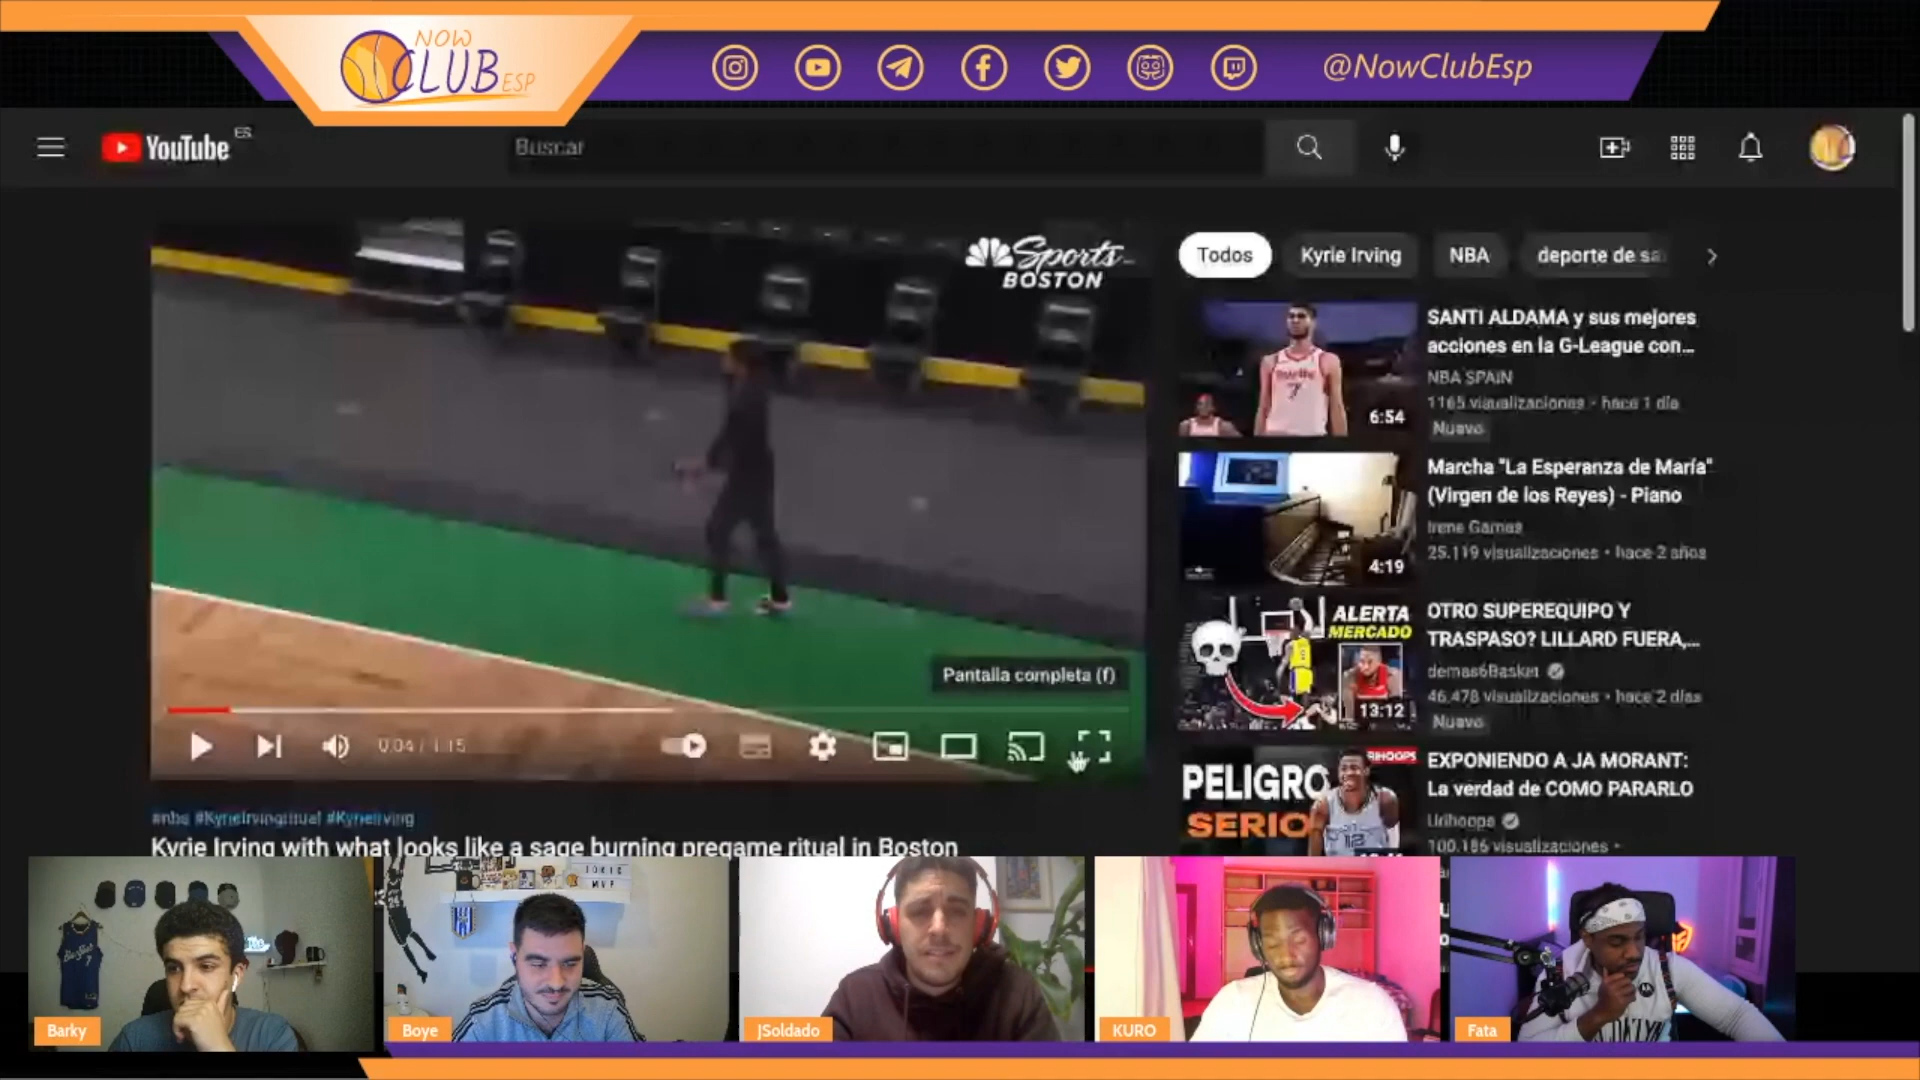 NOW
CLUB
ESP
@NowClubEsp
YouTube ES
Buscar
Sports
BOSTON
Pantalla completa (f)
0:04 / 1:15
#nba #KyrieIrvingritual #KyrieIrving
Kyrie Irving with what looks like a sage burning pregame ritual in Boston
Todos
Kyrie Irving
NBA
deporte de sa
SANTI ALDAMA y sus mejores
acciones en la G-League con...
NBA SPAIN
1165 visualizaciones • hace 1 día
Nuevo
6:54
Marcha "La Esperanza de María"
(Virgen de los Reyes) - Piano
Irene Gamas
25.119 visualizaciones • hace 2 años
4:19
ALERTA
MERCADO
13:12
OTRO SUPEREQUIPO Y
TRASPASO? LILLARD FUERA,...
demas6Basket
46.478 visualizaciones • hace 2 días
Nuevo
PELIGRO
SERIO
EXPONIENDO A JA MORANT:
La verdad de COMO PARARLO
Urihoops
100.186 visualizaciones •
MVP
Barky
Boye
JSoldado
KURO
Fata